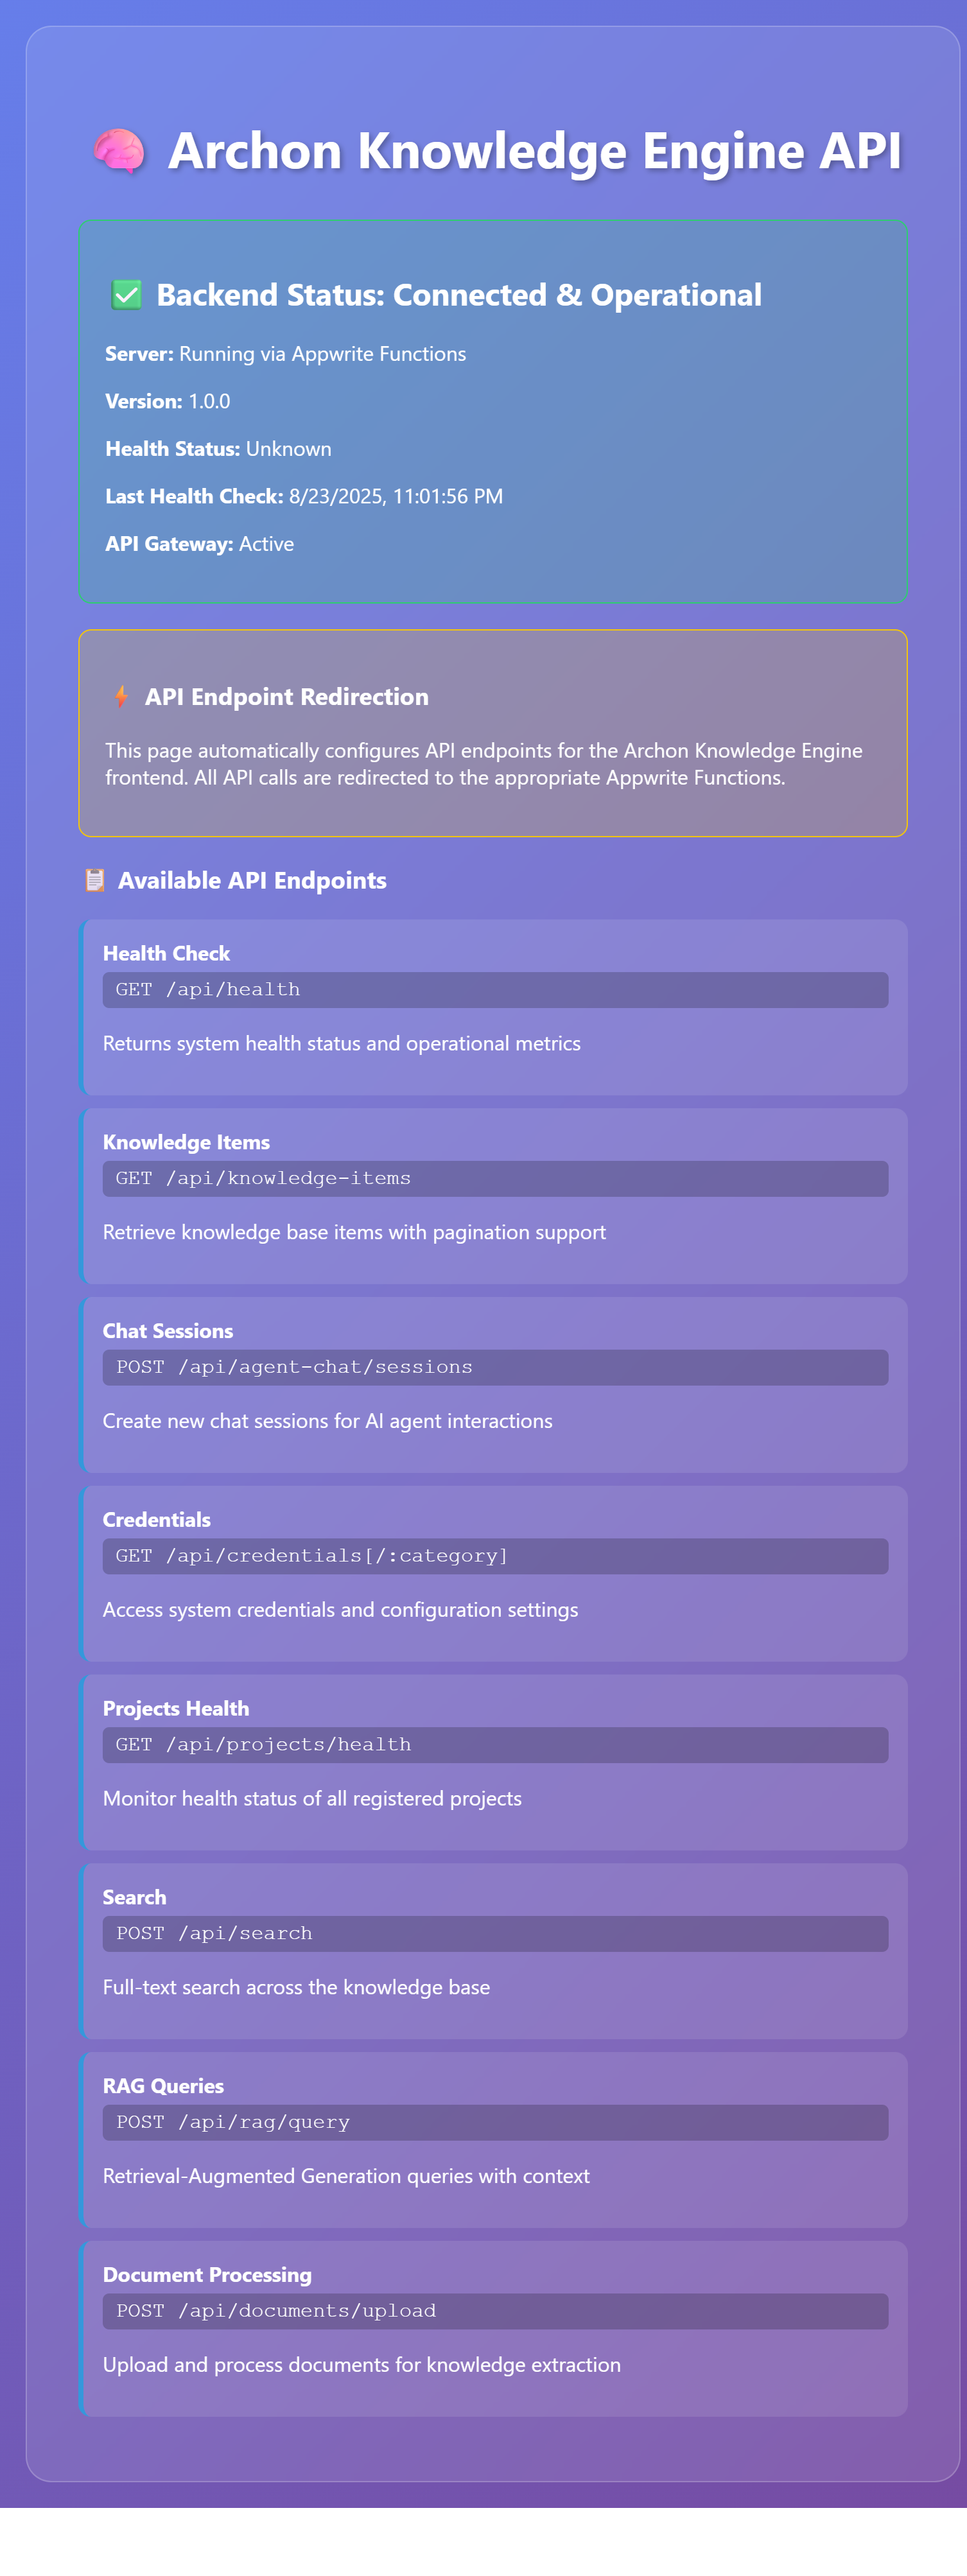 Archon Knowledge Engine API
Backend Status: Connected & Operational
Server: Running via Appwrite Functions
Version: 1.0.0
Health Status: Unknown
Last Health Check: 8/23/2025, 11:01:56 PM
API Gateway: Active
API Endpoint Redirection
This page automatically configures API endpoints for the Archon Knowledge Engine
frontend. All API calls are redirected to the appropriate Appwrite Functions.
Available API Endpoints
Health Check
GET /api/health
Returns system health status and operational metrics
Knowledge Items
GET /api/knowledge-items
Retrieve knowledge base items with pagination support
Chat Sessions
POST /api/agent-chat/sessions
Create new chat sessions for AI agent interactions
Credentials
GET /api/credentials[/:category]
Access system credentials and configuration settings
Projects Health
GET /api/projects/health
Monitor health status of all registered projects
Search
POST /api/search
Full-text search across the knowledge base
RAG Queries
POST /api/rag/query
Retrieval-Augmented Generation queries with context
Document Processing
POST /api/documents/upload
Upload and process documents for knowledge extraction